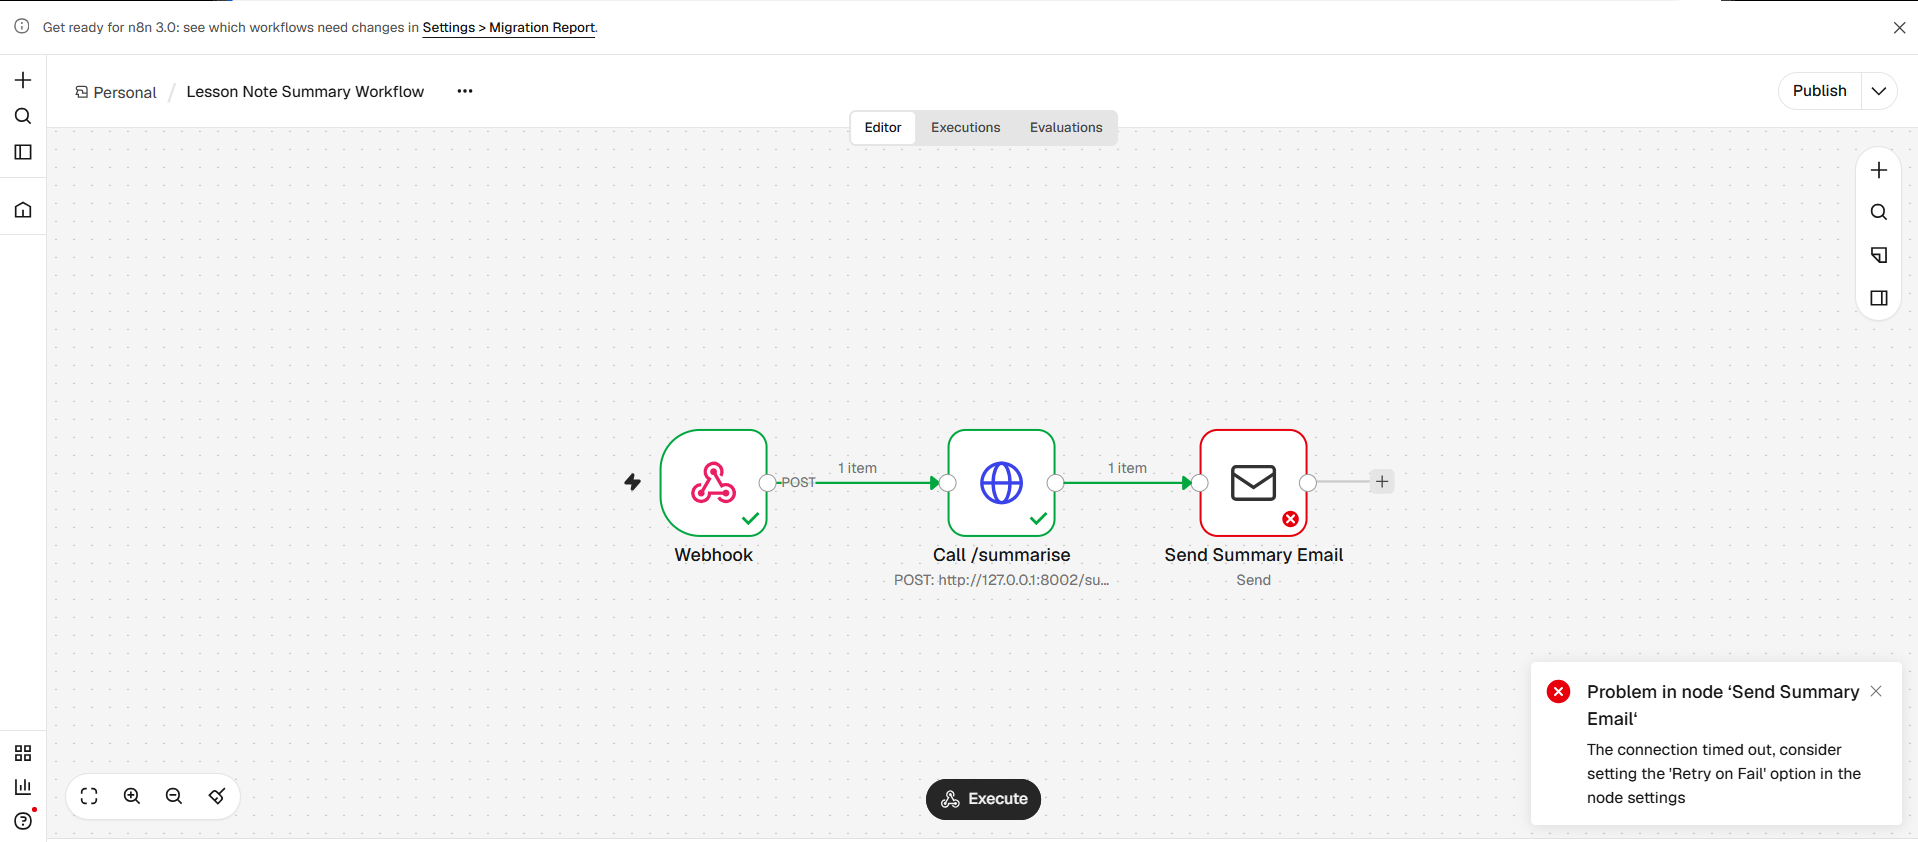 Get ready for n8n 3.0: see which workflows need changes in Settings > Migration Report.
Personal / Lesson Note Summary Workflow ...
Publish
Editor Executions Evaluations
POST
1 item
1 item
Webhook
Call /summarise
POST: http://127.0.0.1:8002/su...
Send Summary Email
Send
Execute
Problem in node ‘Send Summary
Email‘
The connection timed out, consider
setting the 'Retry on Fail' option in the
node settings